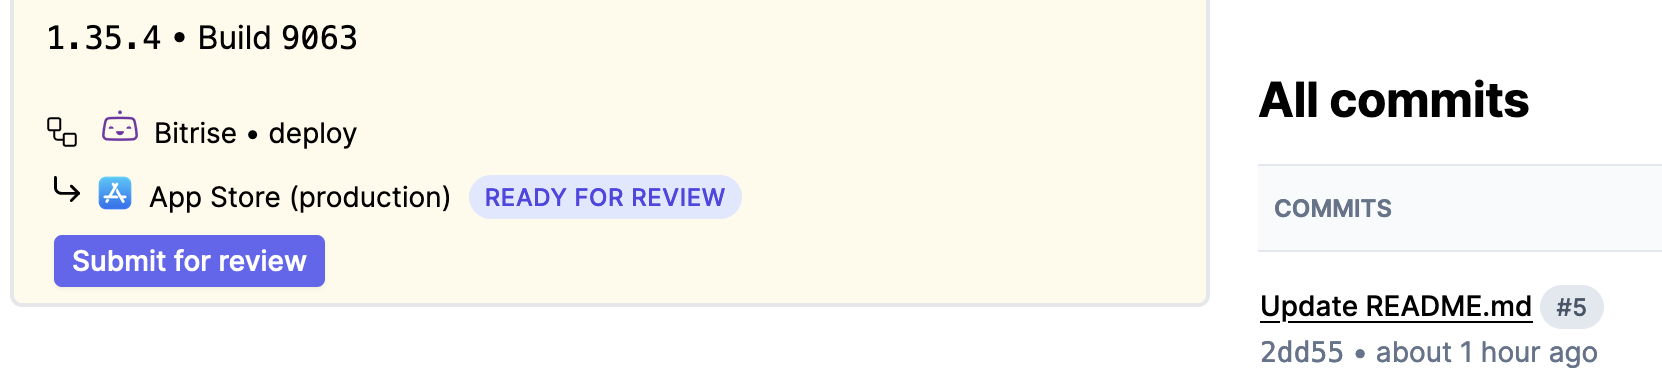 1.35.4 • Build 9063
Bitrise • deploy
App Store (production) READY FOR REVIEW
Submit for review
All commits
COMMITS
Update README.md #5
2dd55 • about 1 hour ago